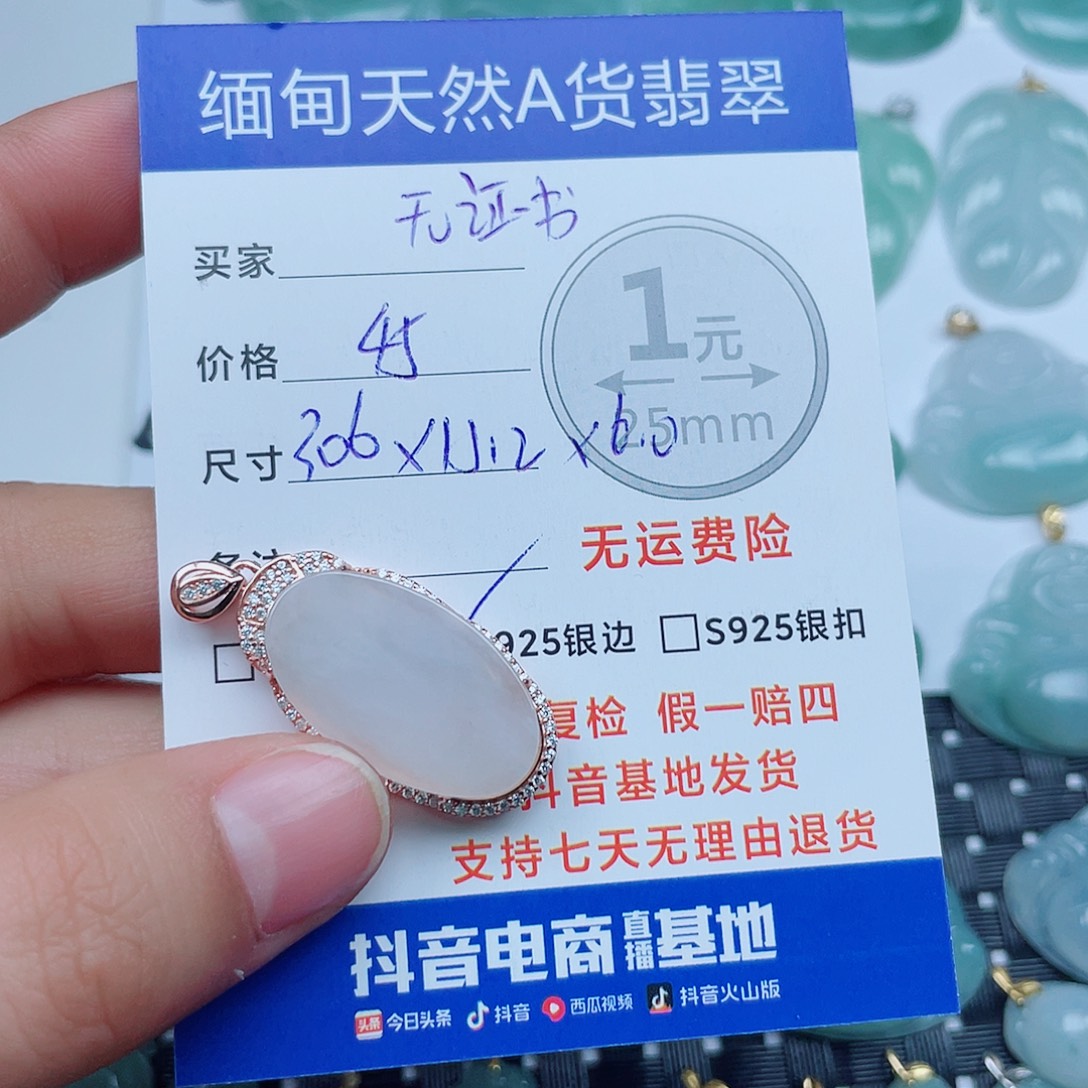 缅甸天然A货翡翠
无证书
买家
1元
价格 45
25mm
尺寸 306×11.2×6.0
无运费险
925银边 □S925银扣
复检 假一赔四
抖音基地发货
支持七天无理由退货
抖音电商直播基地
头条 今日头条 抖音 西瓜视频 抖音火山版